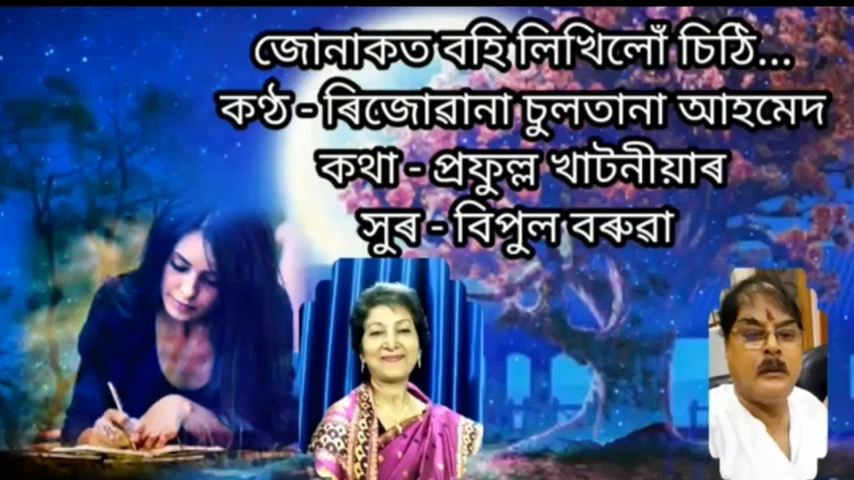 জোনাকত বহি লিখিলোঁ চিঠি...
কণ্ঠ - ৰিজোৱানা চুলতানা আহমেদ
কথা - প্ৰফুল্ল খাটনীয়াৰ
সুৰ - বিপুল বৰুৱা